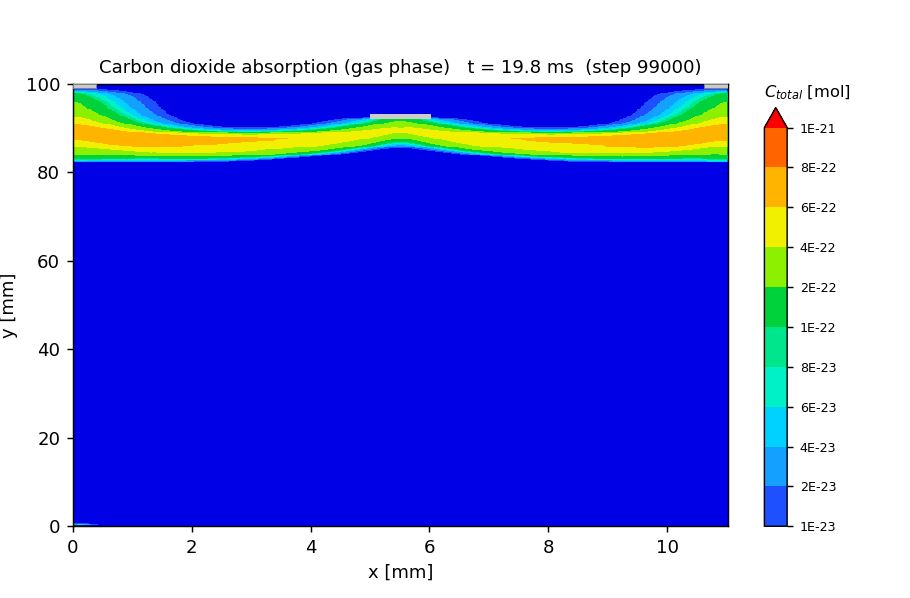 Carbon dioxide absorption (gas phase)   t = 19.8 ms  (step 99000)
C_total [mol]
1E-21
8E-22
6E-22
4E-22
2E-22
1E-22
8E-23
6E-23
4E-23
2E-23
1E-23
y [mm]
100
80
60
40
20
0
0 2 4 6 8 10
x [mm]